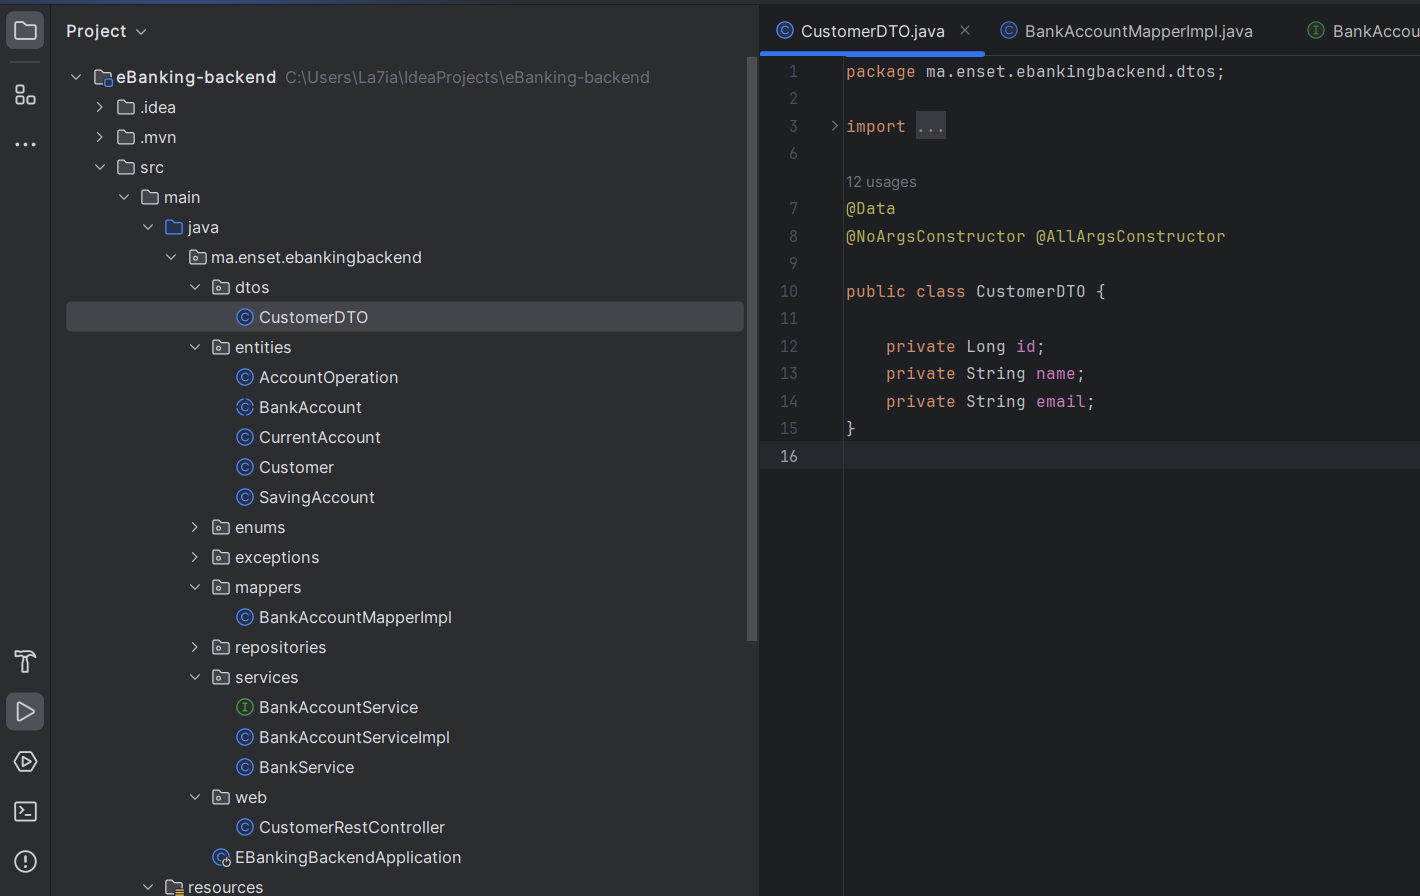 Project
eBanking-backend C:\Users\La7ia\IdeaProjects\eBanking-backend
.idea
.mvn
src
main
java
ma.enset.ebankingbackend
dtos
CustomerDTO
entities
AccountOperation
BankAccount
CurrentAccount
Customer
SavingAccount
enums
exceptions
mappers
BankAccountMapperImpl
repositories
services
BankAccountService
BankAccountServiceImpl
BankService
web
CustomerRestController
EBankingBackendApplication
resources
CustomerDTO.java BankAccountMapperImpl.java BankAccou
1 package ma.enset.ebankingbackend.dtos;
2
3 import ...
6
12 usages
7 @Data
8 @NoArgsConstructor @AllArgsConstructor
9
10 public class CustomerDTO {
11
12 private Long id;
13 private String name;
14 private String email;
15 }
16